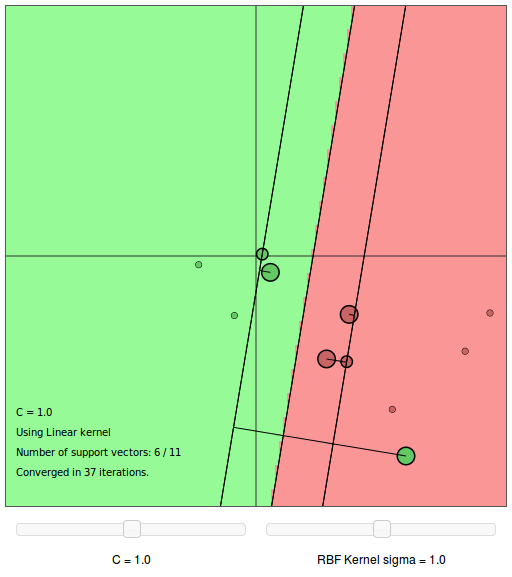 C = 1.0
Using Linear kernel
Number of support vectors: 6 / 11
Converged in 37 iterations.
C = 1.0
RBF Kernel sigma = 1.0